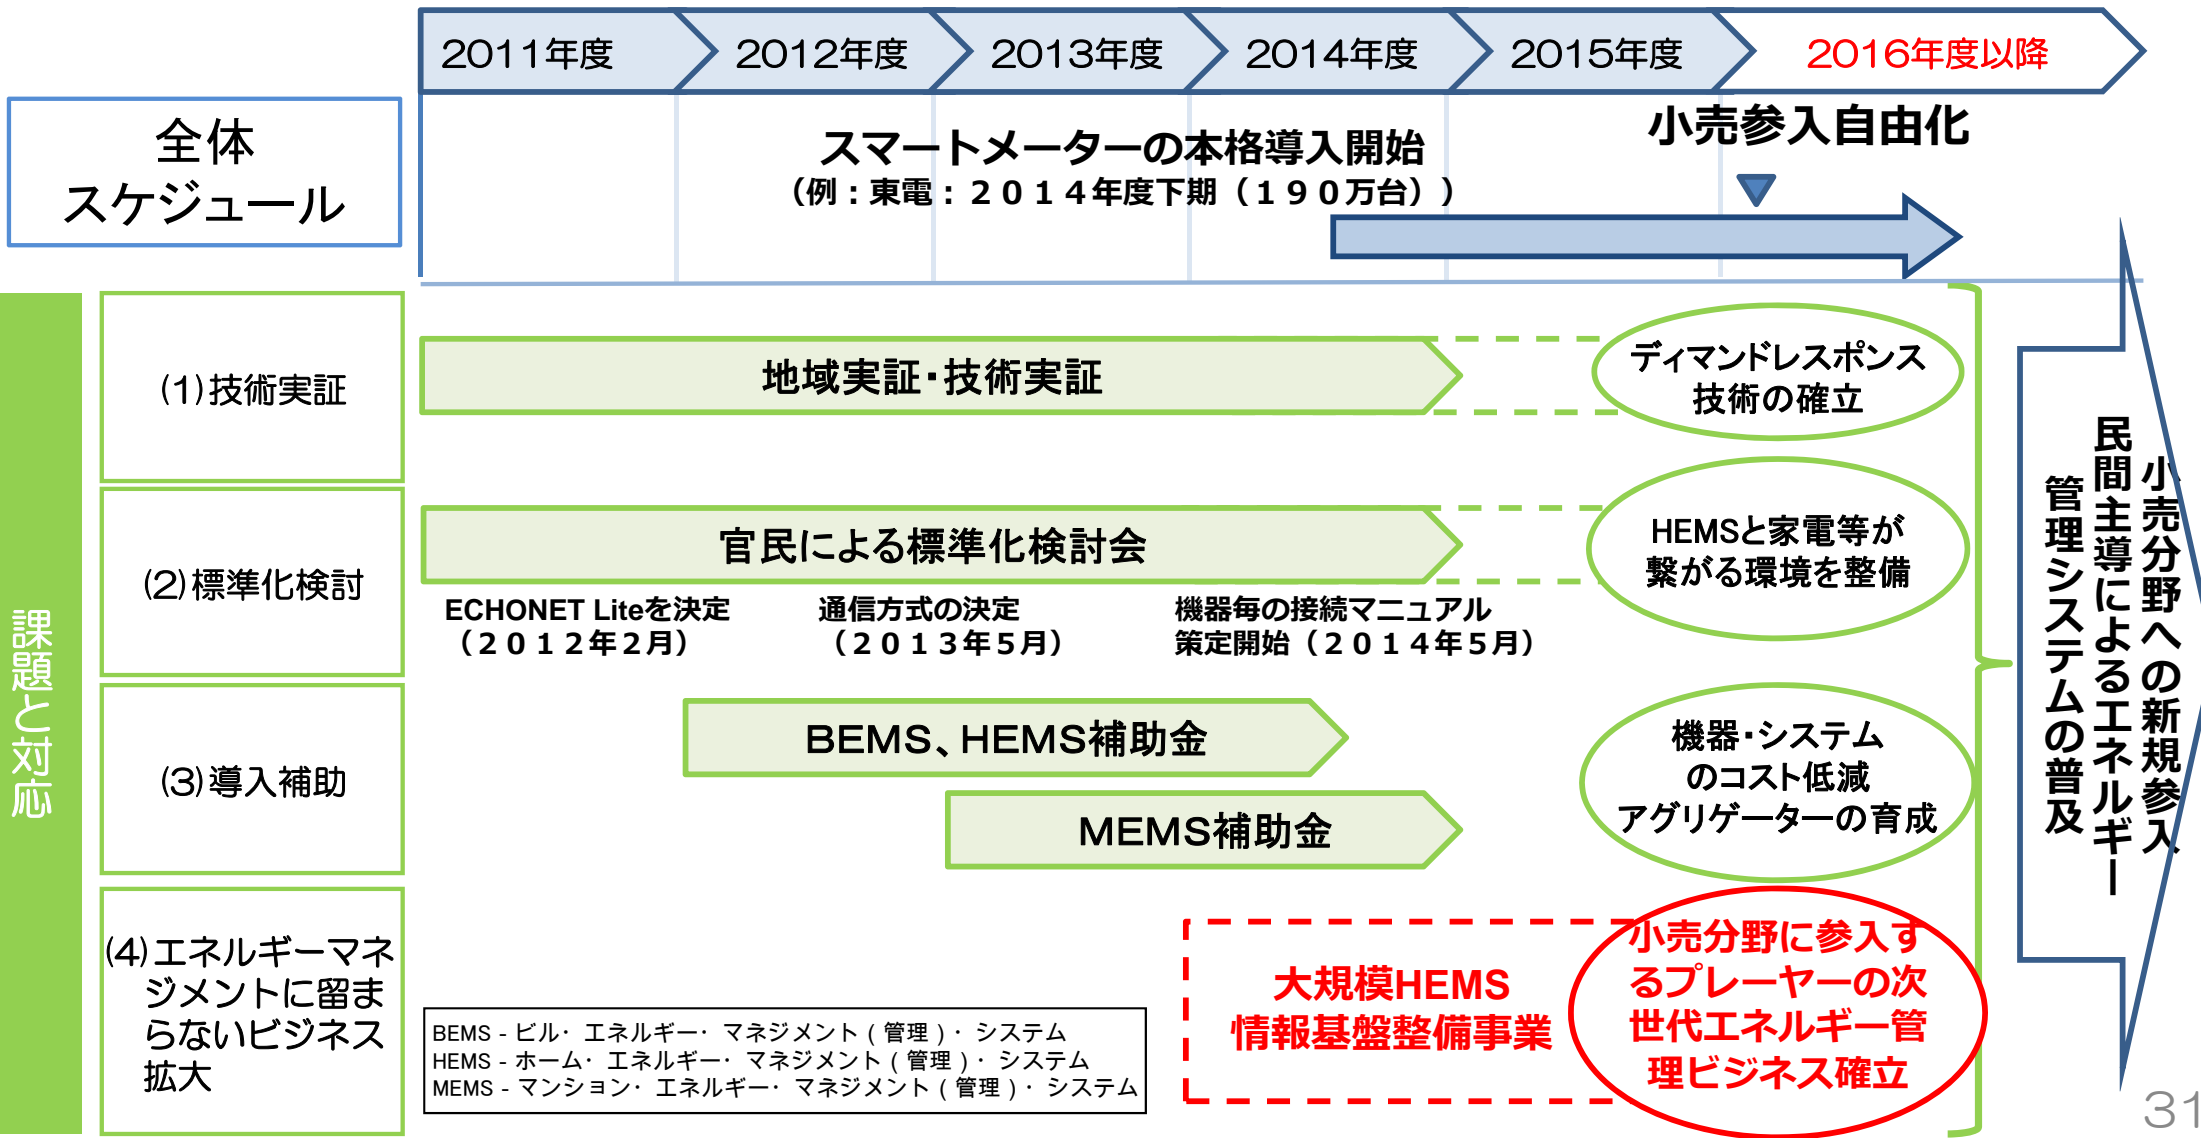 2011年度
2012年度
2013年度
2014年度
2015年度
2016年度以降
全体
スケジュール
スマートメーターの本格導入開始
（例：東電：２０１４年度下期（１９０万台））
小売参入自由化
課題と対応
(1)技術実証
地域実証・技術実証
ディマンドレスポンス
技術の確立
(2)標準化検討
官民による標準化検討会
HEMSと家電等が
繋がる環境を整備
ECHONET Liteを決定
（２０１２年２月）
通信方式の決定
（２０１３年５月）
機器毎の接続マニュアル
策定開始（２０１４年５月）
(3)導入補助
BEMS、HEMS補助金
MEMS補助金
機器・システム
のコスト低減
アグリゲーターの育成
(4)エネルギーマネ
ジメントに留ま
らないビジネス
拡大
大規模HEMS
情報基盤整備事業
小売分野に参入す
るプレーヤーの次
世代エネルギー管
理ビジネス確立
BEMS - ビル・エネルギー・マネジメント（管理）・システム
HEMS - ホーム・エネルギー・マネジメント（管理）・システム
MEMS - マンション・エネルギー・マネジメント（管理）・システム
小売分野への新規参入
民間主導によるエネルギー
管理システムの普及
31